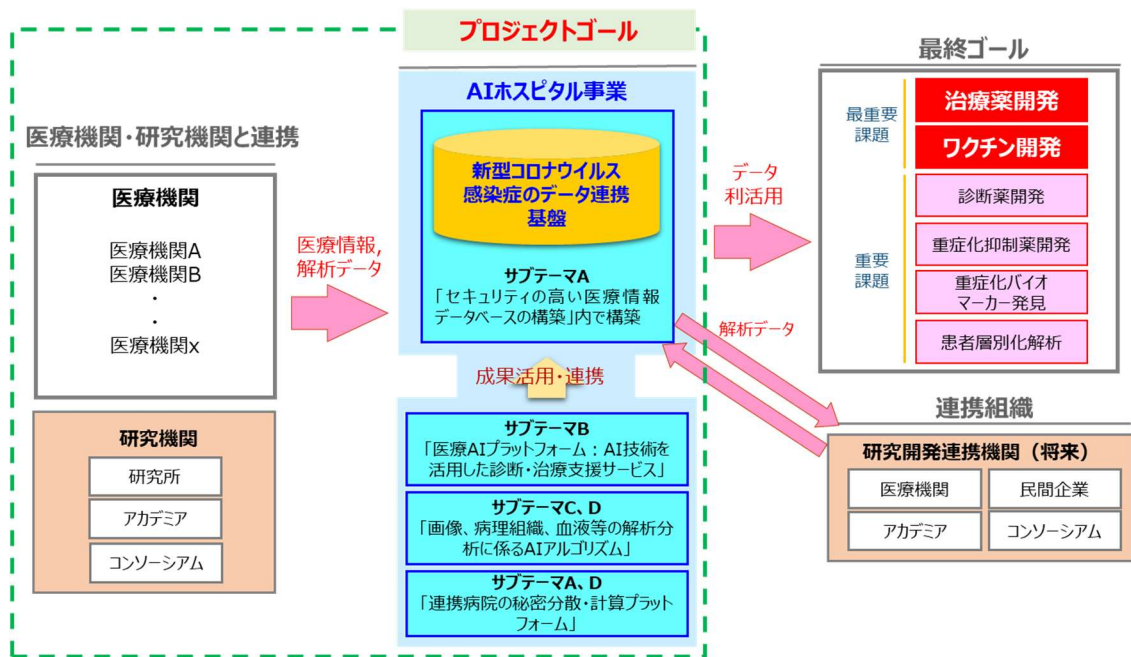 プロジェクトゴール
医療機関・研究機関と連携
医療機関
医療機関A
医療機関B
・
・
医療機関x
研究機関
研究所
アカデミア
コンソーシアム
医療情報,
解析データ
AIホスピタル事業
新型コロナウイルス
感染症のデータ連携
基盤
サブテーマA
「セキュリティの高い医療情報
データベースの構築」内で構築
成果活用・連携
サブテーマB
「医療AIプラットフォーム：AI技術を
活用した診断・治療支援サービス」
サブテーマC、D
「画像、病理組織、血液等の解析分
析に係るAIアルゴリズム」
サブテーマA、D
「連携病院の秘密分散・計算プラット
フォーム」
データ
利活用
解析データ
最終ゴール
最重要
課題
治療薬開発
ワクチン開発
重要
課題
診断薬開発
重症化抑制薬開発
重症化バイオ
マーカー発見
患者層別化解析
連携組織
研究開発連携機関（将来）
医療機関
民間企業
アカデミア
コンソーシアム